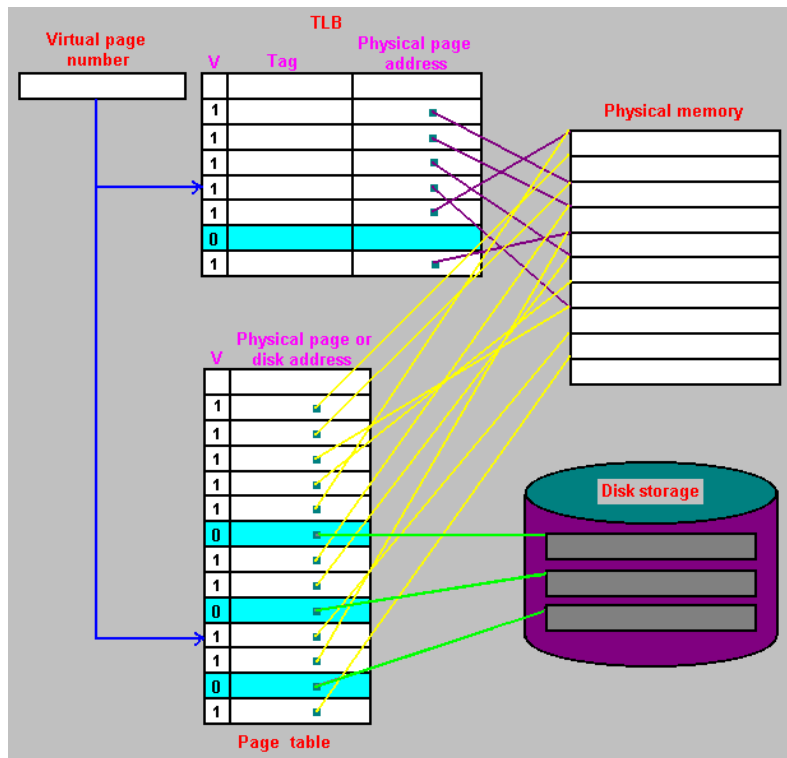 TLB
Virtual page
number
V
Tag
Physical page
address
1
1
1
1
1
0
1
Physical memory
V
Physical page or
disk address
1
1
1
1
1
0
1
1
0
1
1
0
1
Disk storage
Page table